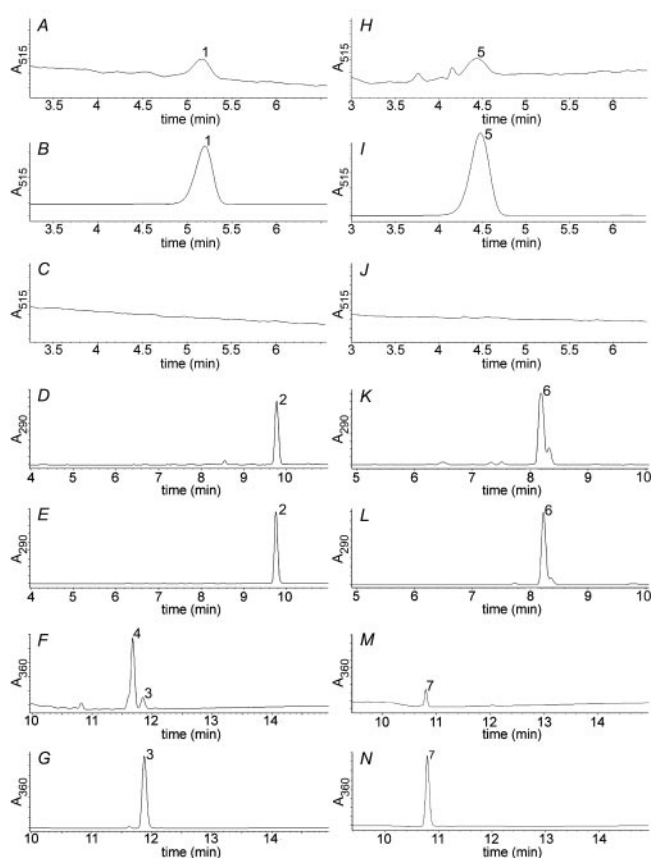 A
1
A515
3.5 4 4.5 5 5.5 6
time (min)
B
1
A515
3.5 4 4.5 5 5.5 6
time (min)
C
A515
3.5 4 4.5 5 5.5 6
time (min)
D
2
A290
4 5 6 7 8 9 10
time (min)
E
2
A290
4 5 6 7 8 9 10
time (min)
F
4
3
A360
10 11 12 13 14
time (min)
G
3
A360
10 11 12 13 14
time (min)
H
5
A515
3 3.5 4 4.5 5 5.5 6
time (min)
I
5
A515
3 3.5 4 4.5 5 5.5 6
time (min)
J
A515
3 3.5 4 4.5 5 5.5 6
time (min)
K
6
A290
5 6 7 8 9 10
time (min)
L
6
A290
5 6 7 8 9 10
time (min)
M
7
A360
10 11 12 13 14
time (min)
N
7
A360
10 11 12 13 14
time (min)